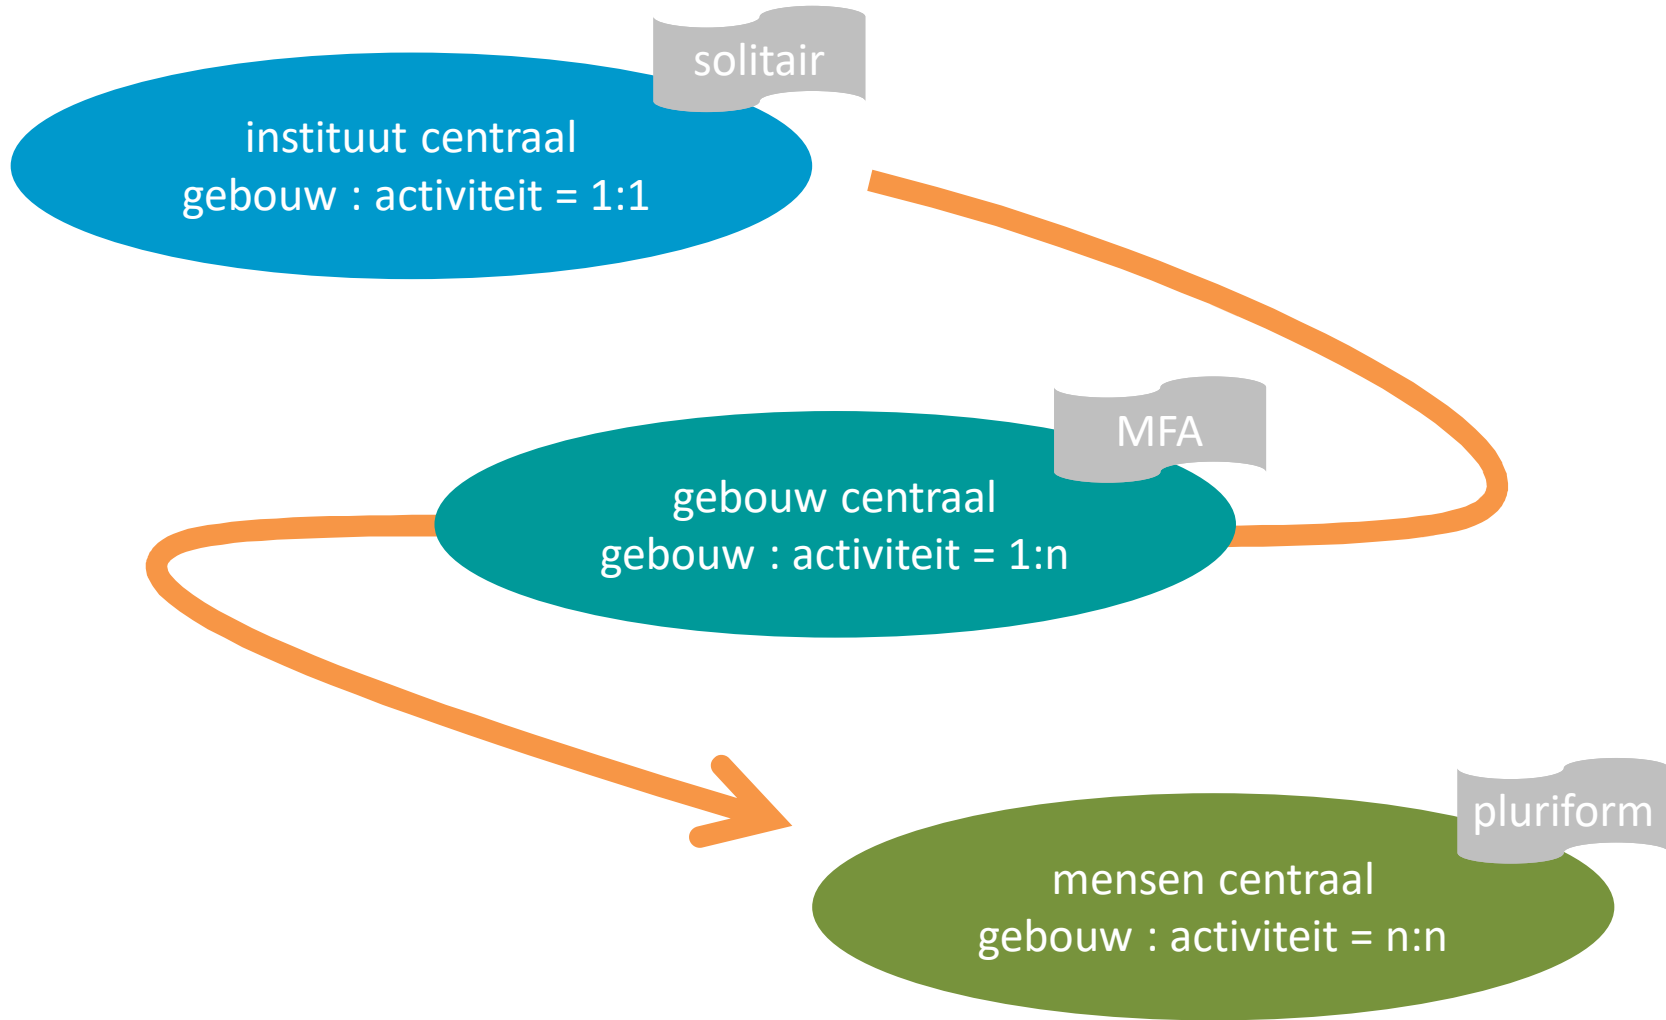 solitair
instituut centraal
gebouw : activiteit = 1:1
MFA
gebouw centraal
gebouw : activiteit = 1:n
pluriform
mensen centraal
gebouw : activiteit = n:n